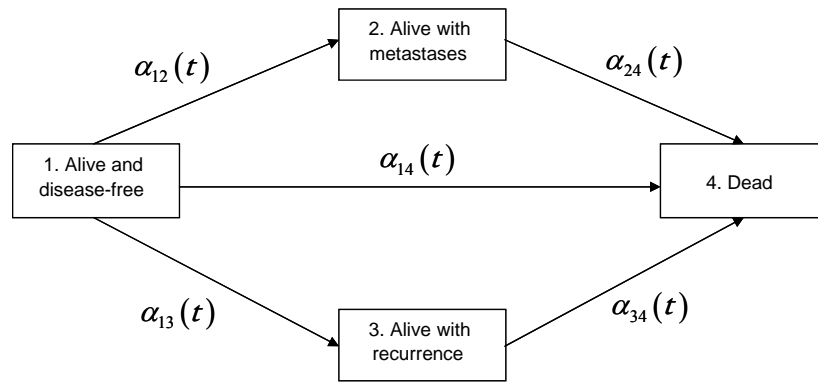 2. Alive with
metastases
α₁₂(t)
α₂₄(t)
1. Alive and
disease-free
α₁₄(t)
4. Dead
α₁₃(t)
α₃₄(t)
3. Alive with
recurrence